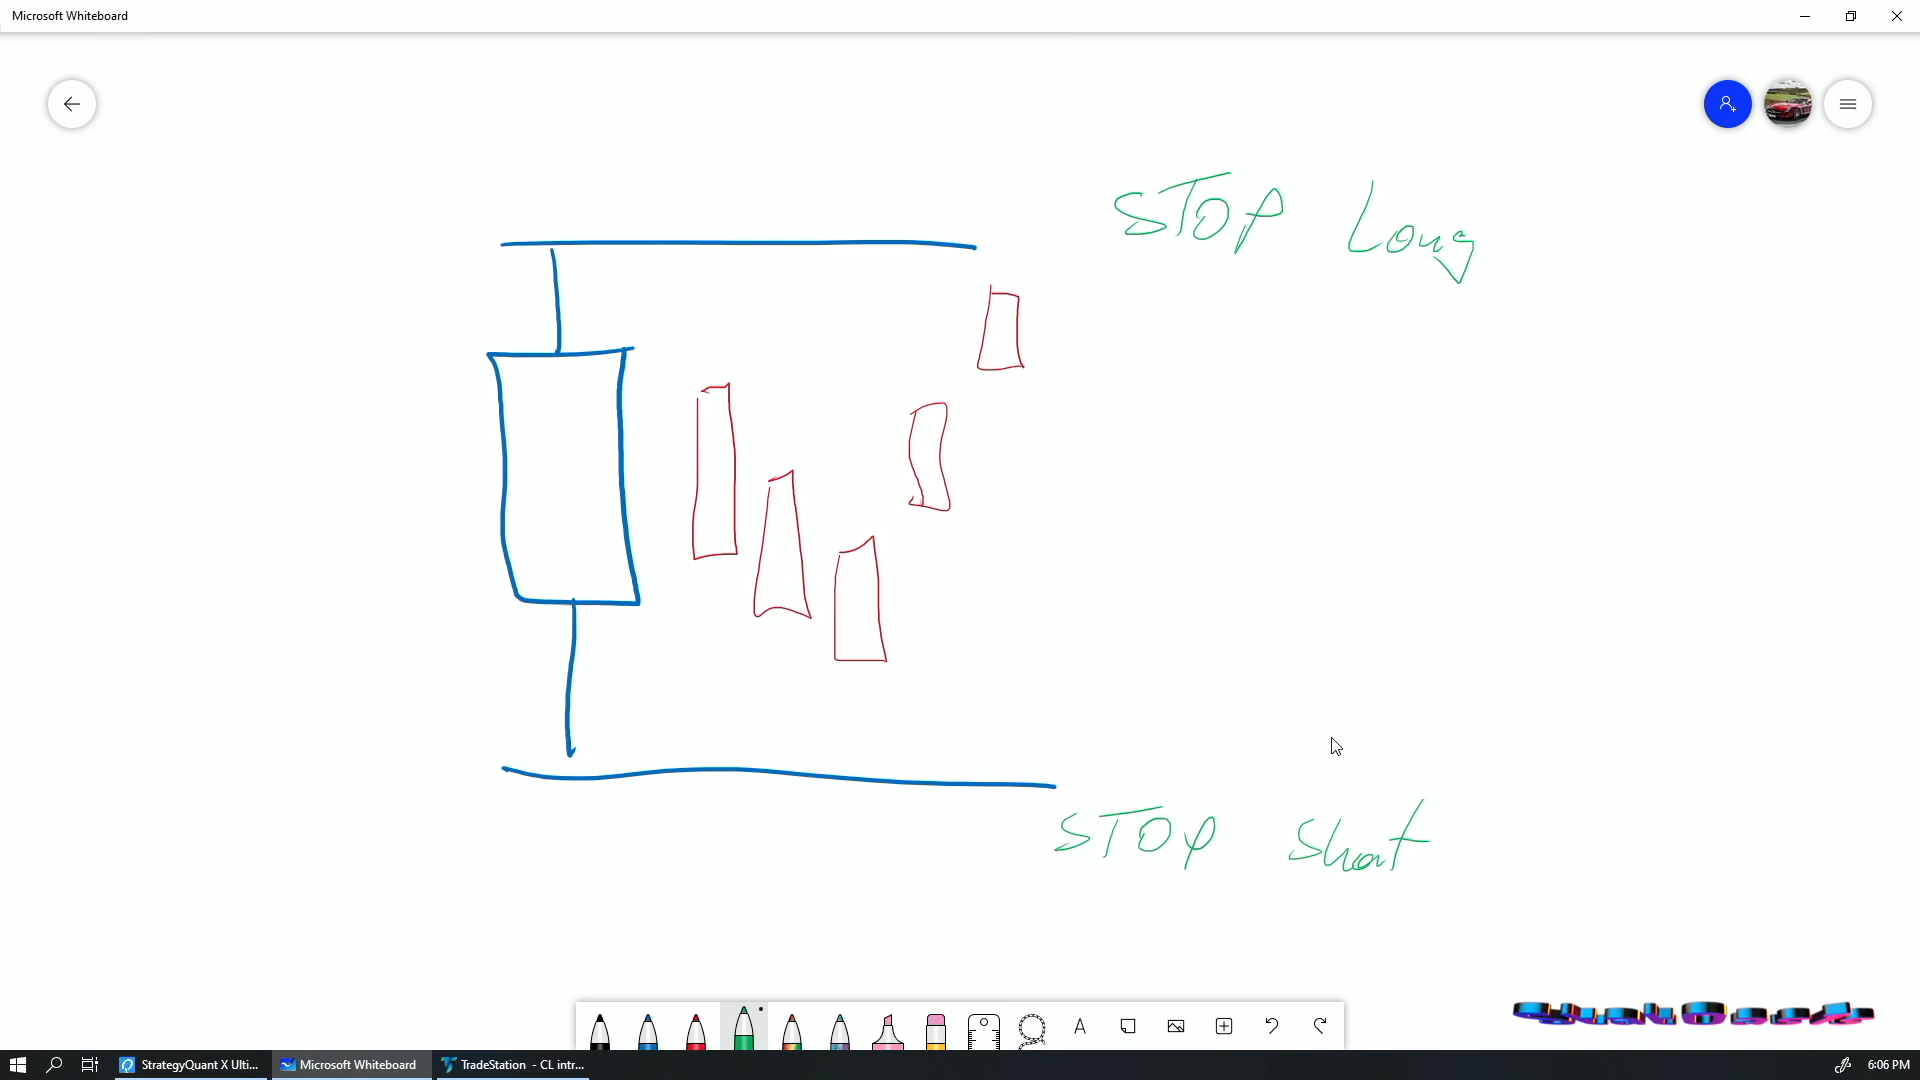 Microsoft Whiteboard
STOP Long
STOP Short
A
StrategyQuant X Ulti...
Microsoft Whiteboard
TradeStation - CL intr...
6:06 PM